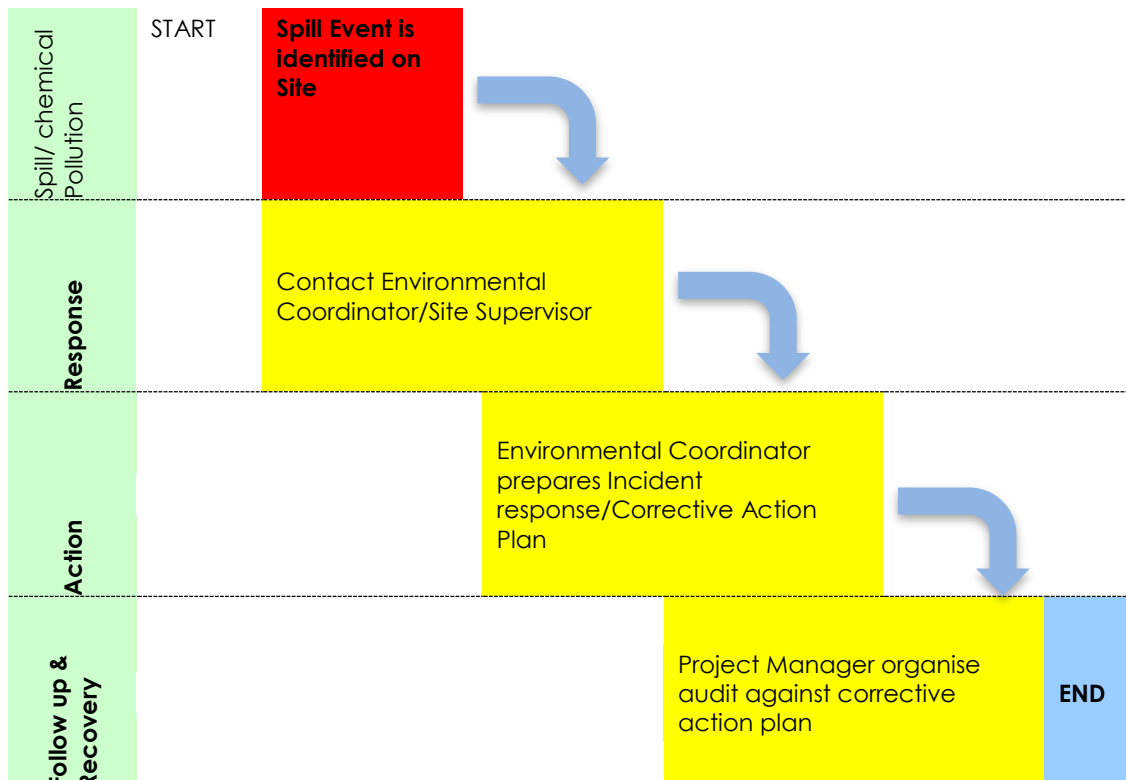 Spill/ chemical
Pollution
START
Spill Event is
identified on
Site
Response
Contact Environmental
Coordinator/Site Supervisor
Action
Environmental Coordinator
prepares Incident
response/Corrective Action
Plan
Follow up &
Recovery
Project Manager organise
audit against corrective
action plan
END